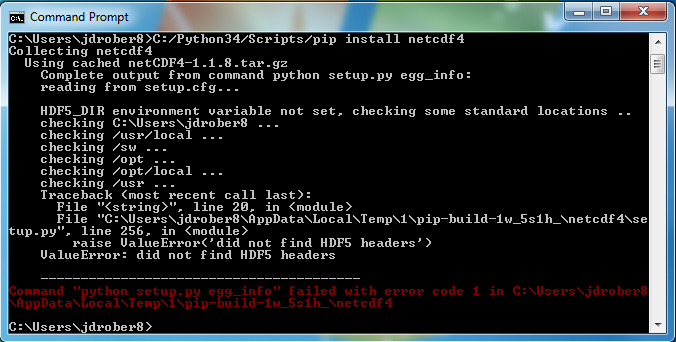 Command Prompt
C:\Users\jdrober8>C:/Python34/Scripts/pip install netcdf4
Collecting netcdf4
Using cached netCDF4-1.1.8.tar.gz
Complete output from command python setup.py egg_info:
reading from setup.cfg...
HDF5_DIR environment variable not set, checking some standard locations ..
checking C:\Users\jdrober8 ...
checking /usr/local ...
checking /sw ...
checking /opt ...
checking /opt/local ...
checking /usr ...
Traceback (most recent call last):
File "<string>", line 20, in <module>
File "C:\Users\jdrober8\AppData\Local\Temp\1\pip-build-1w_5s1h_\netcdf4\se
tup.py", line 256, in <module>
raise ValueError('did not find HDF5 headers')
ValueError: did not find HDF5 headers
----------------------------------------
Command "python setup.py egg_info" failed with error code 1 in C:\Users\jdrober8
\AppData\Local\Temp\1\pip-build-1w_5s1h_\netcdf4
C:\Users\jdrober8>